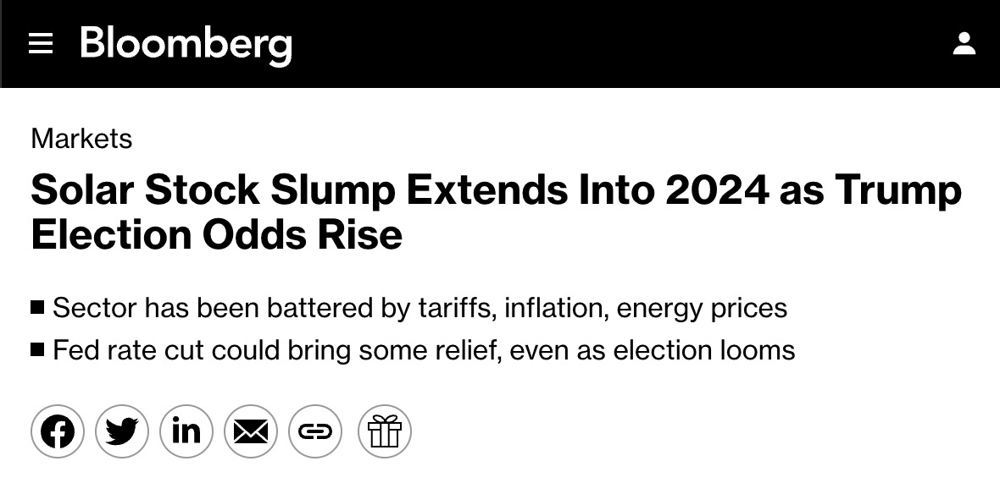 Bloomberg
Markets
Solar Stock Slump Extends Into 2024 as Trump
Election Odds Rise
Sector has been battered by tariffs, inflation, energy prices
Fed rate cut could bring some relief, even as election looms